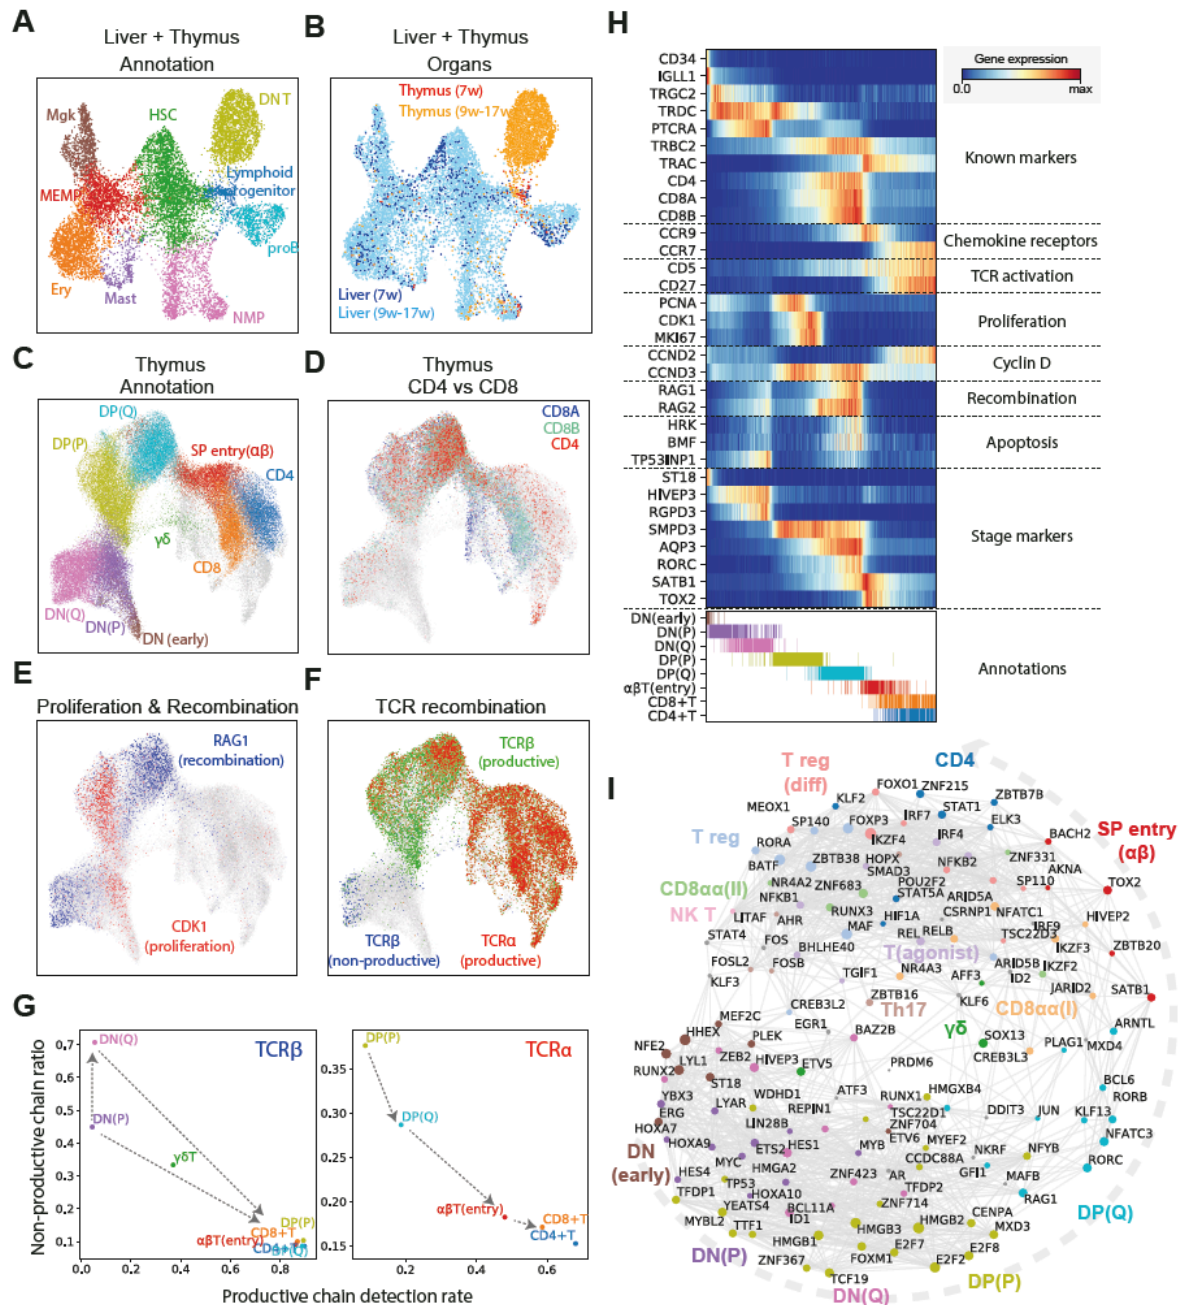 A
Liver + Thymus
Annotation
Mgk
HSC
DN T
MEMP
Lymphoid
progenitor
proB
Ery
Mast
NMP
B
Liver + Thymus
Organs
Thymus (7w)
Thymus (9w-17w)
Liver (7w)
Liver (9w-17w)
C
Thymus
Annotation
DP(Q)
DP(P)
SP entry(αβ)
CD4
γδ
CD8
DN(Q)
DN(P)
DN (early)
D
Thymus
CD4 vs CD8
CD8A
CD8B
CD4
E
Proliferation & Recombination
RAG1
(recombination)
CDK1
(proliferation)
F
TCR recombination
TCRβ
(productive)
TCRβ
(non-productive)
TCRα
(productive)
G
Non-productive chain ratio
0.7
0.6
0.5
0.4
0.3
0.2
0.1
TCRβ
DN(Q)
DN(P)
γδT
DP(P)
CD8+T
αβT(entry)
CD4+T
DP(Q)
0.0 0.2 0.4 0.6 0.8
0.35
0.30
0.25
0.20
0.15
TCRα
DP(P)
DP(Q)
αβT(entry)
CD8+T
CD4+T
0.2 0.4 0.6
Productive chain detection rate
H
Gene expression
0.0 max
CD34
IGLL1
TRGC2
TRDC
PTCRA
TRBC2
TRAC
CD4
CD8A
CD8B
Known markers
CCR9
CCR7
Chemokine receptors
CD5
CD27
TCR activation
PCNA
CDK1
MKI67
Proliferation
CCND2
CCND3
Cyclin D
RAG1
RAG2
Recombination
HRK
BMF
TP53INP1
Apoptosis
ST18
HIVEP3
RGPD3
SMPD3
AQP3
RORC
SATB1
TOX2
Stage markers
DN(early)
DN(P)
DN(Q)
DP(P)
DP(Q)
αβT(entry)
CD8+T
CD4+T
Annotations
I
T reg
(diff)
CD4
FOXO1 ZNF215
MEOX1
KLF2
IRF7
STAT1
ZBTB7B
SP140
FOXP3
IRF4
ELK3
SP entry
(αβ)
T reg
RORA
IKZF4
BACH2
BATF
ZBTB38
HOPX
SMAD3
NFKB2
ZNF331
AKNA
CD8αα(II)
NR4A2
ZNF683
POU2F2
SP110
TOX2
NK T
NFKB1
STAT5A
ARID5A
LITAF
AHR
RUNX3
HIF1A
CSRNP1
NFATC1
HIVEP2
STAT4
MAF
REL
RELB
IRF9
TSC22D3
IKZF3
FOS
BHLHE40
T(agonist)
ZBTB20
FOSL2
FOSB
ARID5B
IKZF2
KLF3
TGIF1
NR4A3
AFF3
ID2
JARID2
SATB1
CREB3L2
ZBTB16
Th17
KLF6
CD8αα(I)
MEF2C
EGR1
γδ
ARNTL
HHEX
PLEK
BAZ2B
SOX13
PLAG1
MXD4
NFE2
LYL1
ZEB2
HIVEP3
ETV5
PRDM6
CREB3L3
RUNX2
ST18
BCL6
YBX3
WDHD1
ATF3
RUNX1
HMGXB4
RORB
ERG
LYAR
REPIN1
TSC22D1
DDIT3
JUN
KLF13
HOXA7
LIN28B
ZNF704
NFATC3
HOXA9
ETS2
HES1
MYB
ETV6
MYEF2
DN
(early)
MYC
CCDC88A
NKRF
NFYB
RORC
HES4
HMGA2
AR
GFI1
TP53
ZNF423
MAFB
TFDP1
HOXA10
TFDP2
RAG1
YEATS4
BCL11A
ZNF714
DP(Q)
MYBL2
ID1
CENPA
TTF1
HMGB3
HMGB2
MXD3
DN(P)
HMGB1
E2F7
E2F8
ZNF367
FOXM1
E2F2
TCF19
DP(P)
DN(Q)